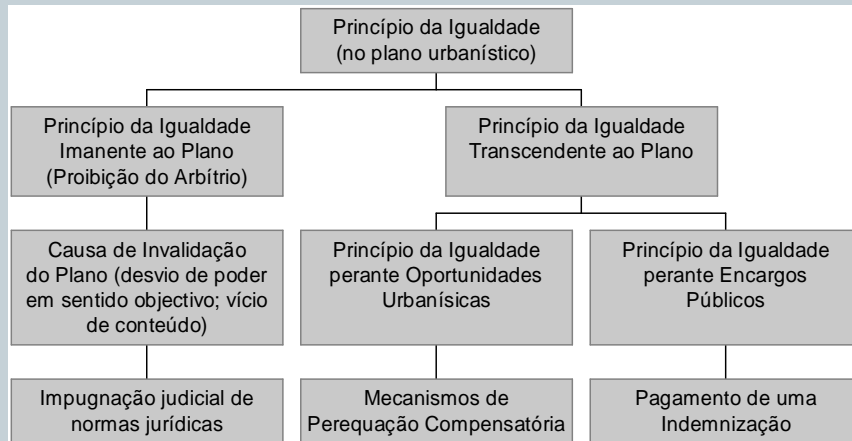 Princípio da Igualdade
(no plano urbanístico)
Princípio da Igualdade
Imanente ao Plano
(Proibição do Arbítrio)
Princípio da Igualdade
Transcendente ao Plano
Causa de Invalidação
do Plano (desvio de poder
em sentido objectivo; vício
de conteúdo)
Princípio da Igualdade
perante Oportunidades
Urbanísicas
Princípio da Igualdade
perante Encargos
Públicos
Impugnação judicial de
normas jurídicas
Mecanismos de
Perequação Compensatória
Pagamento de uma
Indemnização